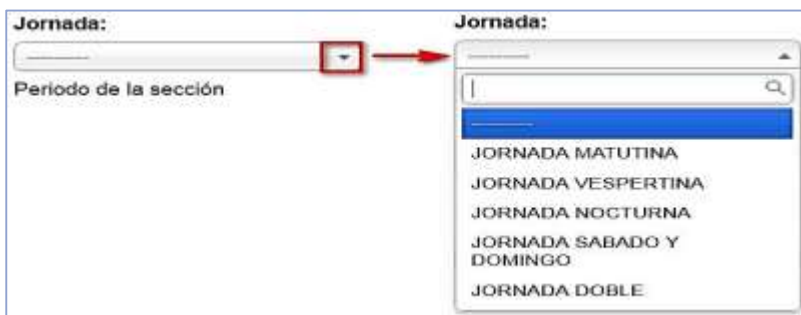 Jornada:
----------
Periodo de la sección
Jornada:
----------
----------
JORNADA MATUTINA
JORNADA VESPERTINA
JORNADA NOCTURNA
JORNADA SABADO Y
DOMINGO
JORNADA DOBLE